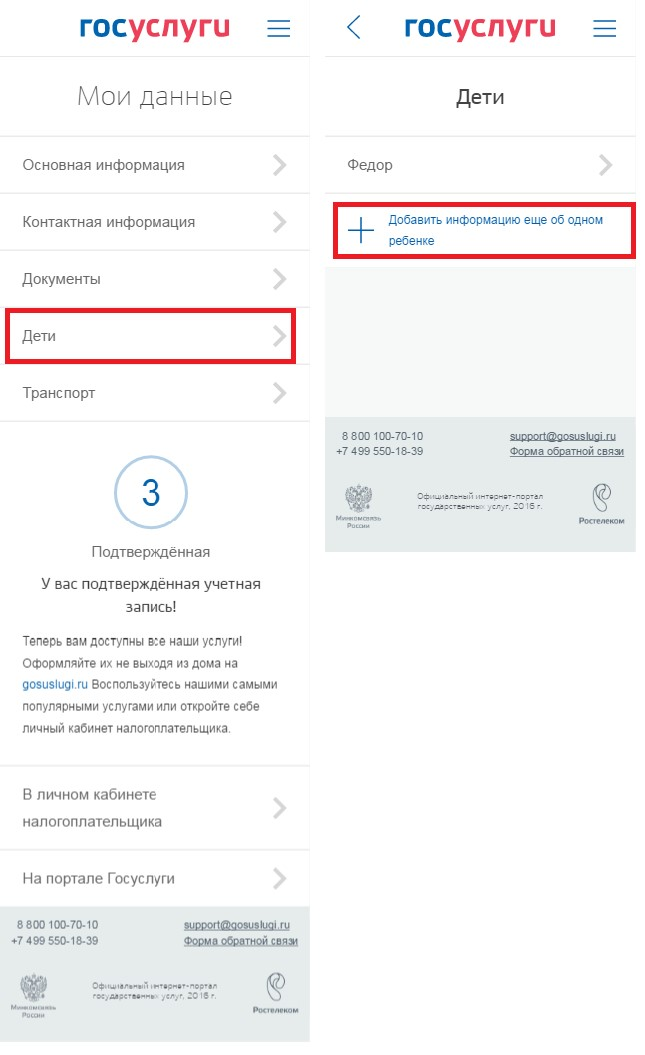 госуслуги
Мои данные
Основная информация
Контактная информация
Документы
Дети
Транспорт
3
Подтверждённая
У вас подтверждённая учетная
запись!
Теперь вам доступны все наши услуги!
Оформляйте их не выходя из дома на
gosuslugi.ru Воспользуйтесь нашими самыми
популярными услугами или откройте себе
личный кабинет налогоплательщика.
В личном кабинете
налогоплательщика
На портале Госуслуги
8 800 100-70-10
+7 499 550-18-39
support@gosuslugi.ru
Форма обратной связи
Минкомсвязь
России
Официальный интернет-портал
государственных услуг, 2016 г.
Ростелеком
госуслуги
Дети
Федор
Добавить информацию еще об одном
ребенке
8 800 100-70-10
+7 499 550-18-39
support@gosuslugi.ru
Форма обратной связи
Минкомсвязь
России
Официальный интернет-портал
государственных услуг, 2016 г.
Ростелеком